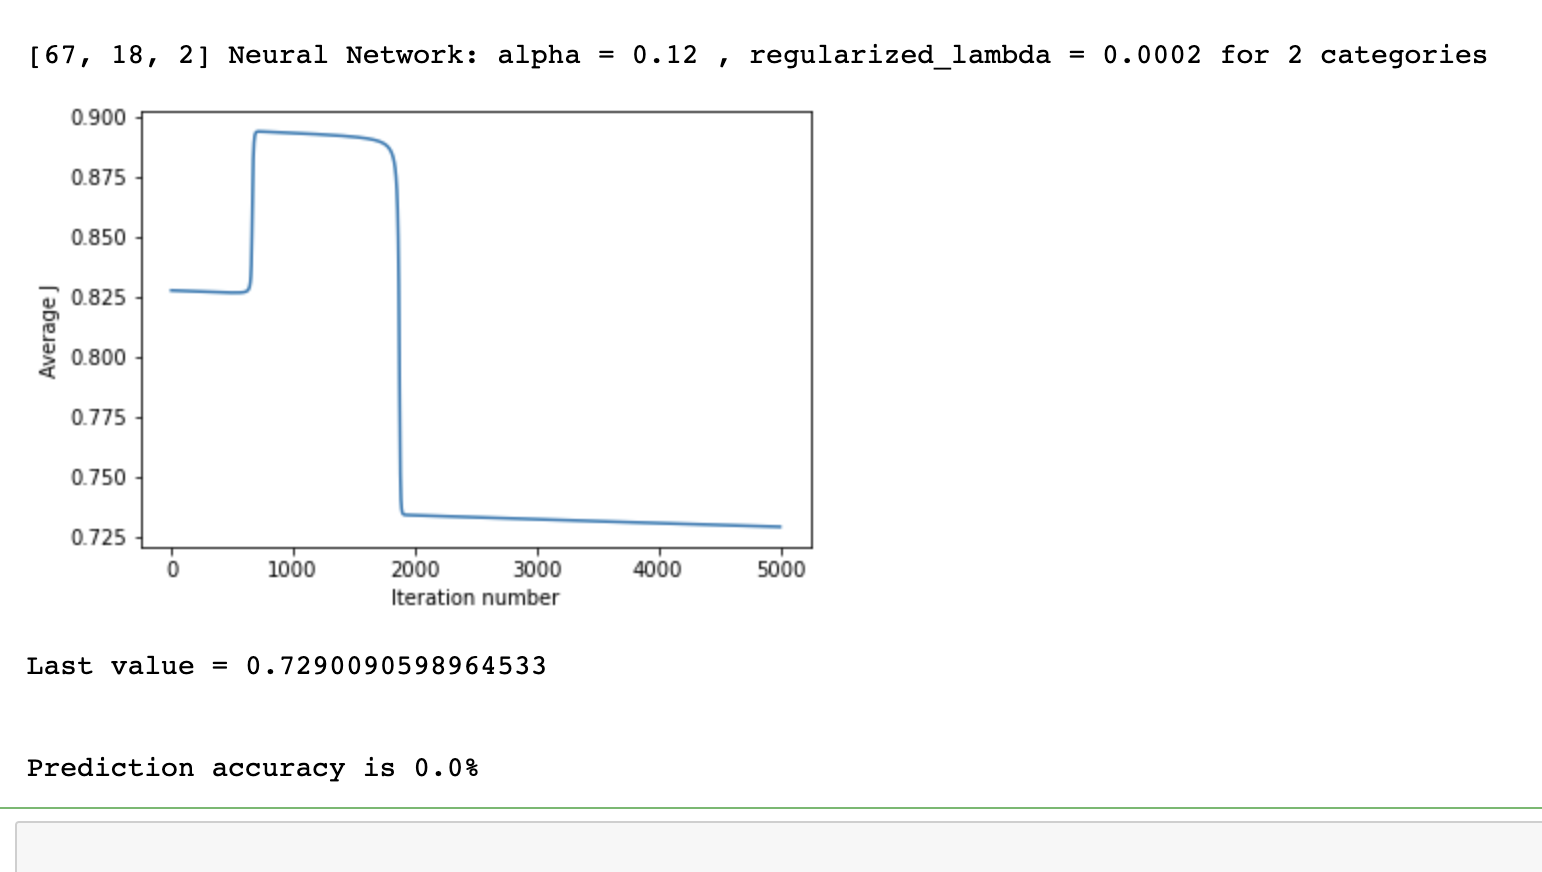 [67, 18, 2] Neural Network: alpha = 0.12 , regularized_lambda = 0.0002 for 2 categories
0.900
0.875
0.850
0.825
0.800
0.775
0.750
0.725
Average J
0 1000 2000 3000 4000 5000
Iteration number
Last value = 0.7290090598964533
Prediction accuracy is 0.0%